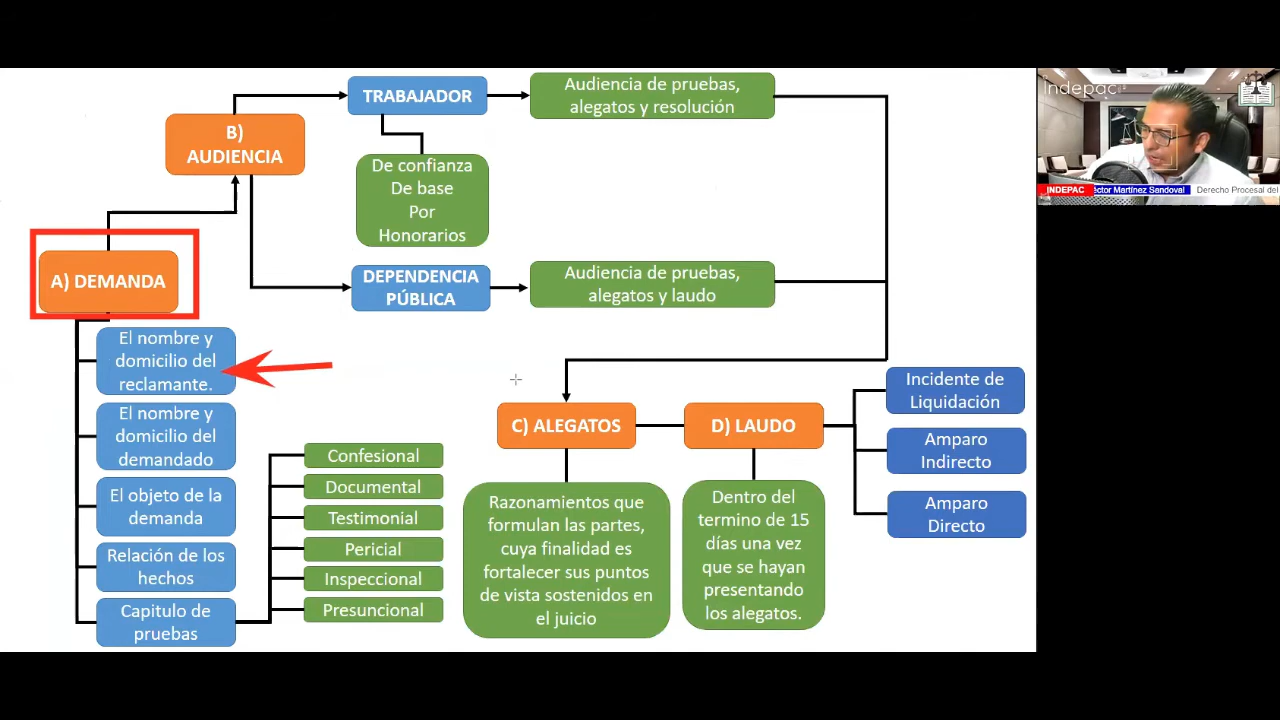 TRABAJADOR
Audiencia de pruebas,
alegatos y resolución
B)
AUDIENCIA
De confianza
De base
Por
Honorarios
A) DEMANDA
DEPENDENCIA
PÚBLICA
Audiencia de pruebas,
alegatos y laudo
El nombre y
domicilio del
reclamante.
El nombre y
domicilio del
demandado
El objeto de la
demanda
Relación de los
hechos
Capitulo de
pruebas
Confesional
Documental
Testimonial
Pericial
Inspeccional
Presuncional
C) ALEGATOS
Razonamientos que
formulan las partes,
cuya finalidad es
fortalecer sus puntos
de vista sostenidos en
el juicio
D) LAUDO
Dentro del
termino de 15
días una vez
que se hayan
presentando
los alegatos.
Incidente de
Liquidación
Amparo
Indirecto
Amparo
Directo
Indepac
INDEPAC éctor Martínez Sandoval Derecho Procesal del